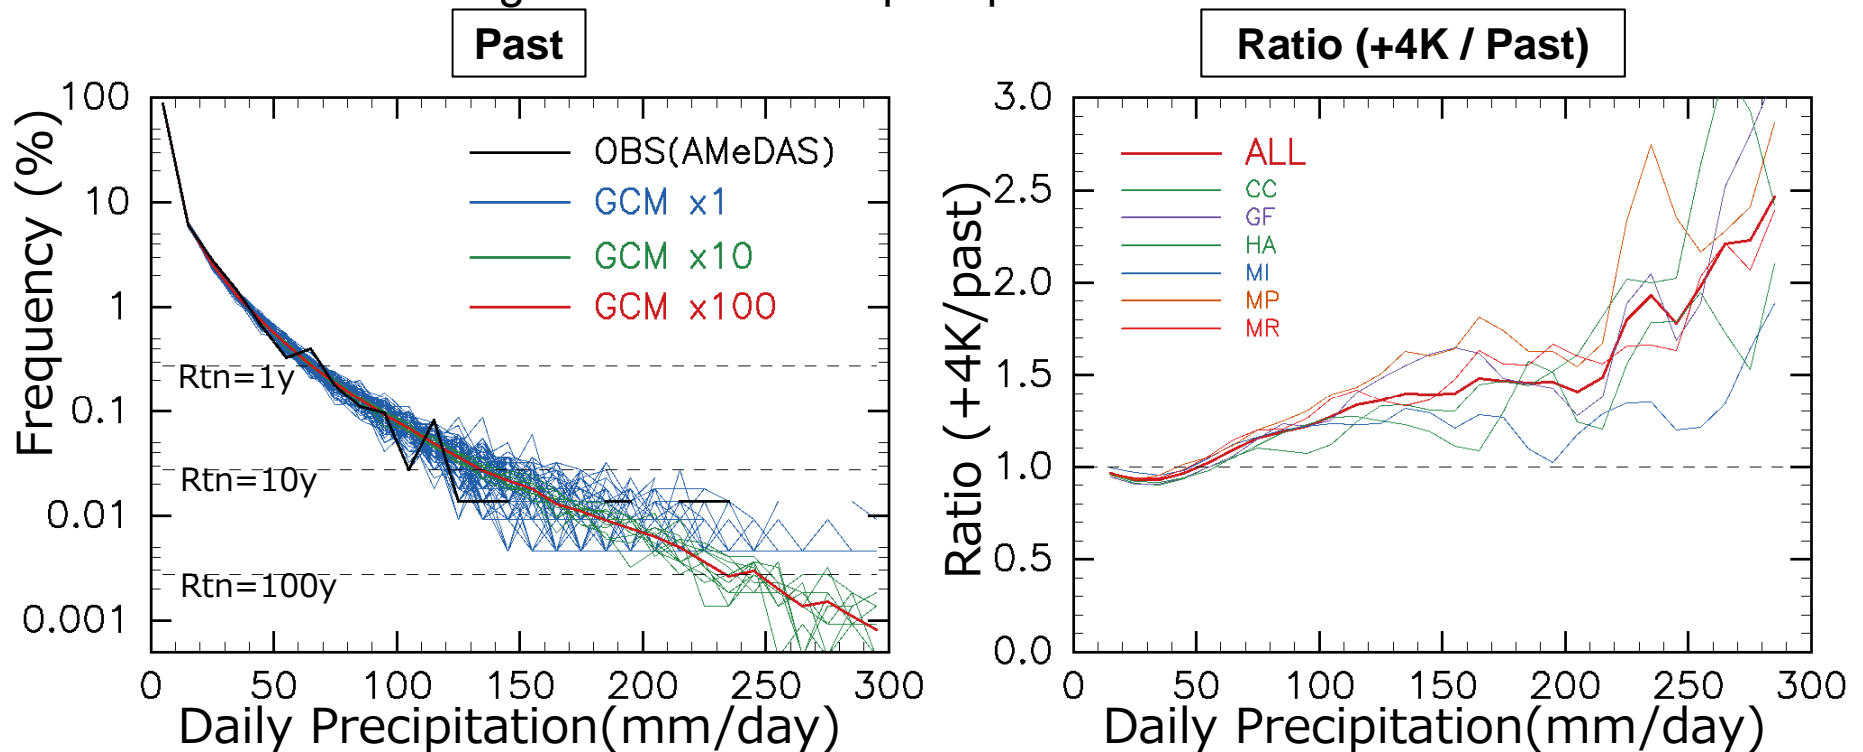 Past
Ratio (+4K / Past)
Frequency (%)
100
10
1
0.1
0.01
0.001
OBS(AMeDAS)
GCM x1
GCM x10
GCM x100
Rtn=1y
Rtn=10y
Rtn=100y
0 50 100 150 200 250 300
Daily Precipitation(mm/day)
Ratio (+4K/past)
3.0
2.5
2.0
1.5
1.0
0.5
0.0
ALL
CC
GF
HA
MI
MP
MR
0 50 100 150 200 250 300
Daily Precipitation(mm/day)